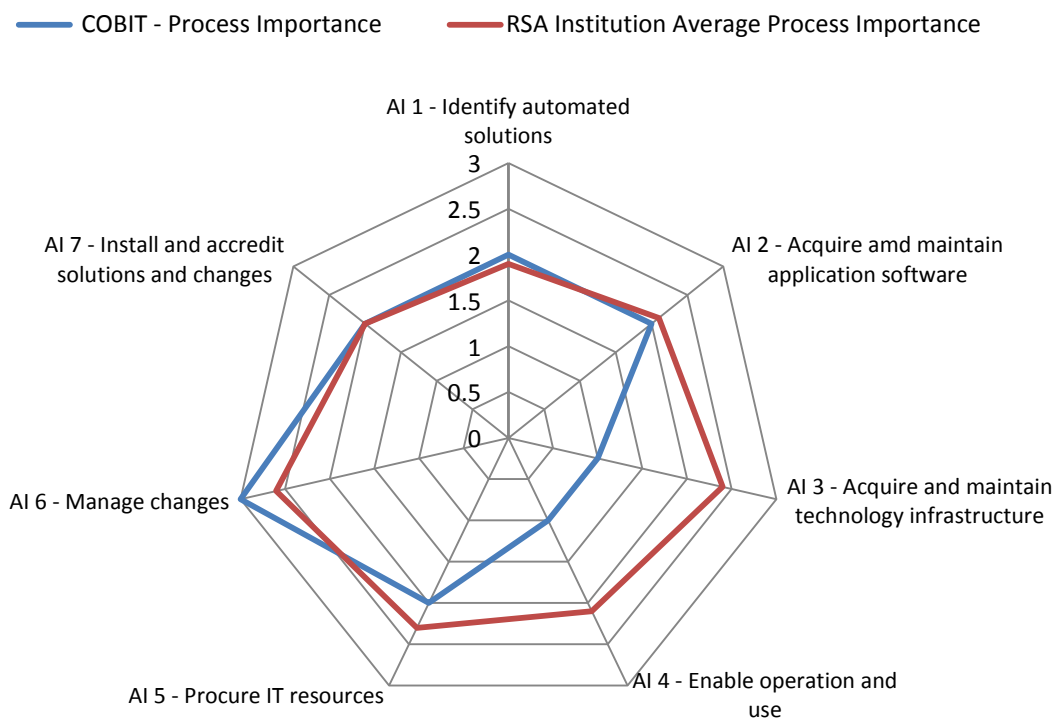 COBIT - Process Importance
RSA Institution Average Process Importance
AI 1 - Identify automated
solutions
3
2.5
2
1.5
1
0.5
0
AI 2 - Acquire amd maintain
application software
AI 3 - Acquire and maintain
technology infrastructure
AI 4 - Enable operation and
use
AI 5 - Procure IT resources
AI 6 - Manage changes
AI 7 - Install and accredit
solutions and changes